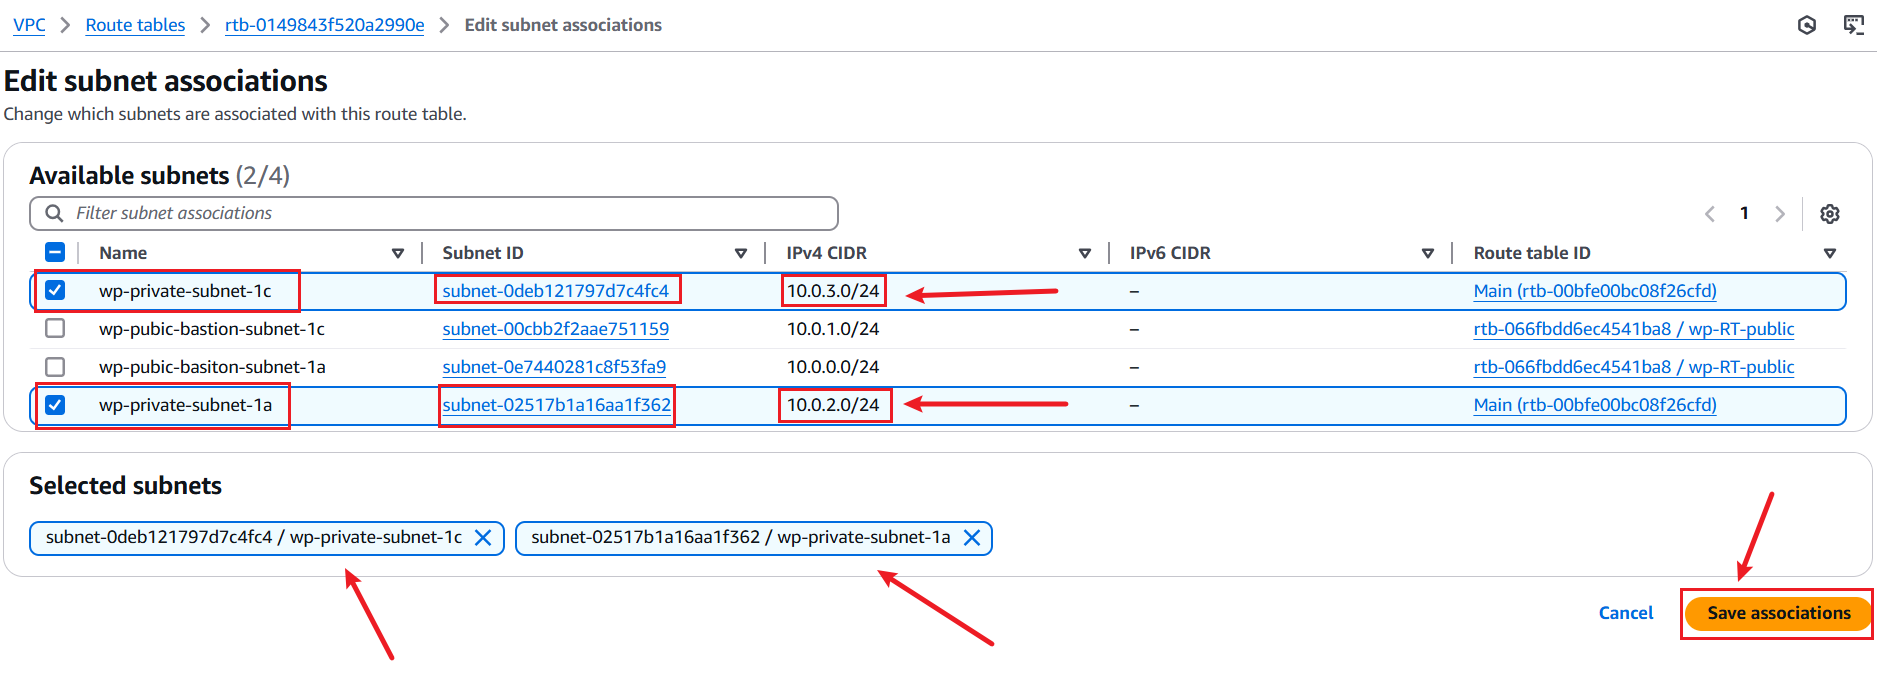 VPC > Route tables > rtb-0149843f520a2990e > Edit subnet associations
Edit subnet associations
Change which subnets are associated with this route table.
Available subnets (2/4)
Filter subnet associations
1
Name Subnet ID IPv4 CIDR IPv6 CIDR Route table ID
wp-private-subnet-1c subnet-0deb121797d7c4fc4 10.0.3.0/24 – Main (rtb-00bfe00bc08f26cfd)
wp-pubic-bastion-subnet-1c subnet-00cbb2f2aae751159 10.0.1.0/24 – rtb-066fbdd6ec4541ba8 / wp-RT-public
wp-pubic-basiton-subnet-1a subnet-0e7440281c8f53fa9 10.0.0.0/24 – rtb-066fbdd6ec4541ba8 / wp-RT-public
wp-private-subnet-1a subnet-02517b1a16aa1f362 10.0.2.0/24 – Main (rtb-00bfe00bc08f26cfd)
Selected subnets
subnet-0deb121797d7c4fc4 / wp-private-subnet-1c subnet-02517b1a16aa1f362 / wp-private-subnet-1a
Cancel Save associations